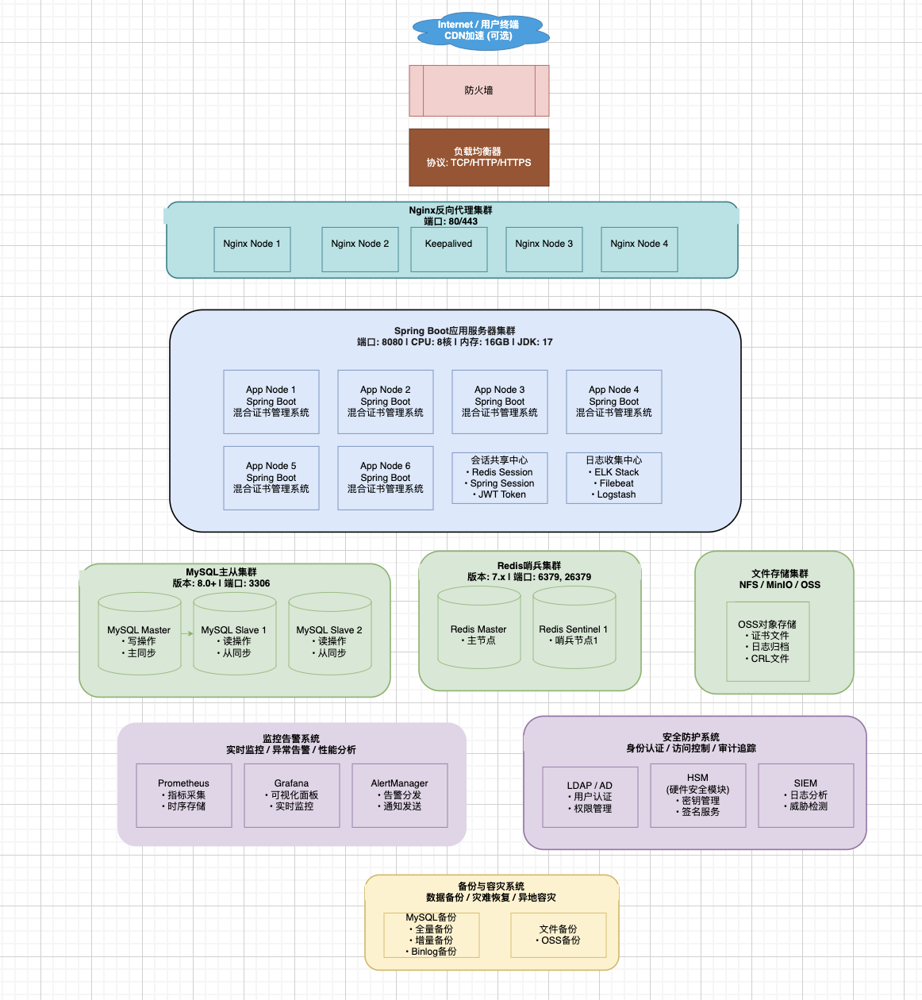 Internet / 用户终端
CDN加速 (可选)
防火墙
负载均衡器
协议: TCP/HTTP/HTTPS
Nginx反向代理集群
端口: 80/443
Nginx Node 1
Nginx Node 2
Keepalived
Nginx Node 3
Nginx Node 4
Spring Boot应用服务器集群
端口: 8080 | CPU: 8核 | 内存: 16GB | JDK: 17
App Node 1
Spring Boot
混合证书管理系统
App Node 2
Spring Boot
混合证书管理系统
App Node 3
Spring Boot
混合证书管理系统
App Node 4
Spring Boot
混合证书管理系统
App Node 5
Spring Boot
混合证书管理系统
App Node 6
Spring Boot
混合证书管理系统
会话共享中心
• Redis Session
• Spring Session
• JWT Token
日志收集中心
• ELK Stack
• Filebeat
• Logstash
MySQL主从集群
版本: 8.0+ | 端口: 3306
MySQL Master
• 写操作
• 主同步
MySQL Slave 1
• 读操作
• 从同步
MySQL Slave 2
• 读操作
• 从同步
Redis哨兵集群
版本: 7.x | 端口: 6379, 26379
Redis Master
• 主节点
Redis Sentinel 1
• 哨兵节点1
文件存储集群
NFS / MinIO / OSS
OSS对象存储
• 证书文件
• 日志归档
• CRL文件
监控告警系统
实时监控 / 异常告警 / 性能分析
Prometheus
• 指标采集
• 时序存储
Grafana
• 可视化面板
• 实时监控
AlertManager
• 告警分发
• 通知发送
安全防护系统
身份认证 / 访问控制 / 审计追踪
LDAP / AD
• 用户认证
• 权限管理
HSM
(硬件安全模块)
• 密钥管理
• 签名服务
SIEM
• 日志分析
• 威胁检测
备份与容灾系统
数据备份 / 灾难恢复 / 异地容灾
MySQL备份
• 全量备份
• 增量备份
• Binlog备份
文件备份
• OSS备份